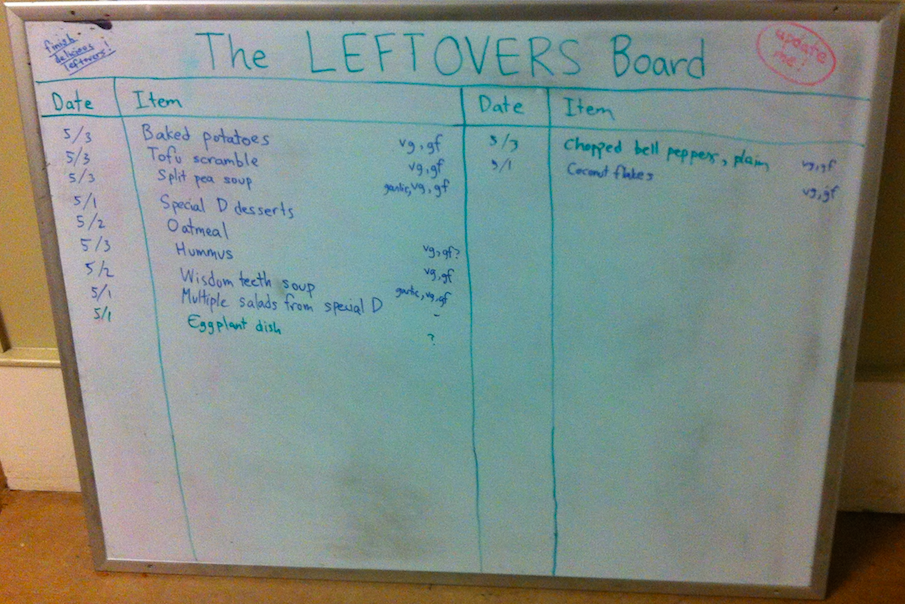 finish
delicious
leftovers!
The LEFTOVERS Board
update
me!
Date Item Date Item
5/3 Baked potatoes vg, gf
5/3 Tofu scramble vg, gf
5/3 Split pea soup garlic, vg, gf
5/1 Special D desserts
5/2 Oatmeal vg, gf?
5/3 Hummus vg, gf
5/2 Wisdom teeth soup garlic, vg, gf
5/1 Multiple salads from special D -
5/1 Eggplant dish ?
5/3 Chopped bell pepper, plain vg, gf
5/1 Coconut flakes vg, gf